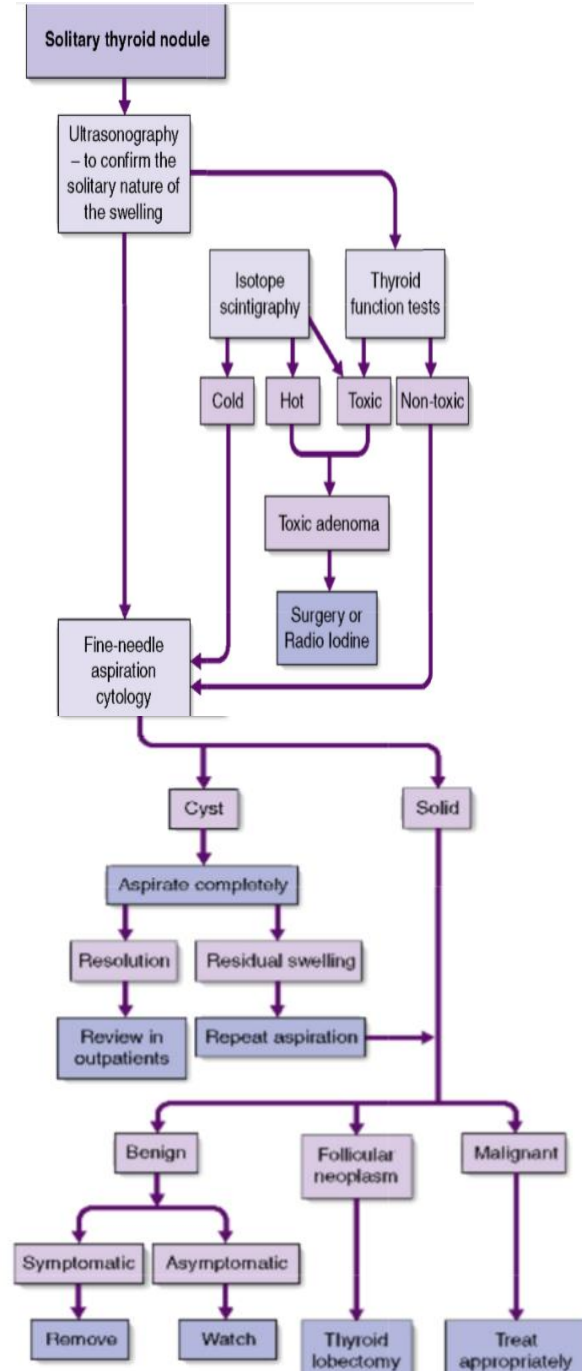 Solitary thyroid nodule
Ultrasonography
– to confirm the
solitary nature of
the swelling
Isotope
scintigraphy
Thyroid
function tests
Cold
Hot
Toxic
Non-toxic
Toxic adenoma
Surgery or
Radio Iodine
Fine-needle
aspiration
cytology
Cyst
Solid
Aspirate completely
Resolution
Residual swelling
Review in
outpatients
Repeat aspiration
Benign
Follicular
neoplasm
Malignant
Symptomatic
Asymptomatic
Remove
Watch
Thyroid
lobectomy
Treat
appropriately